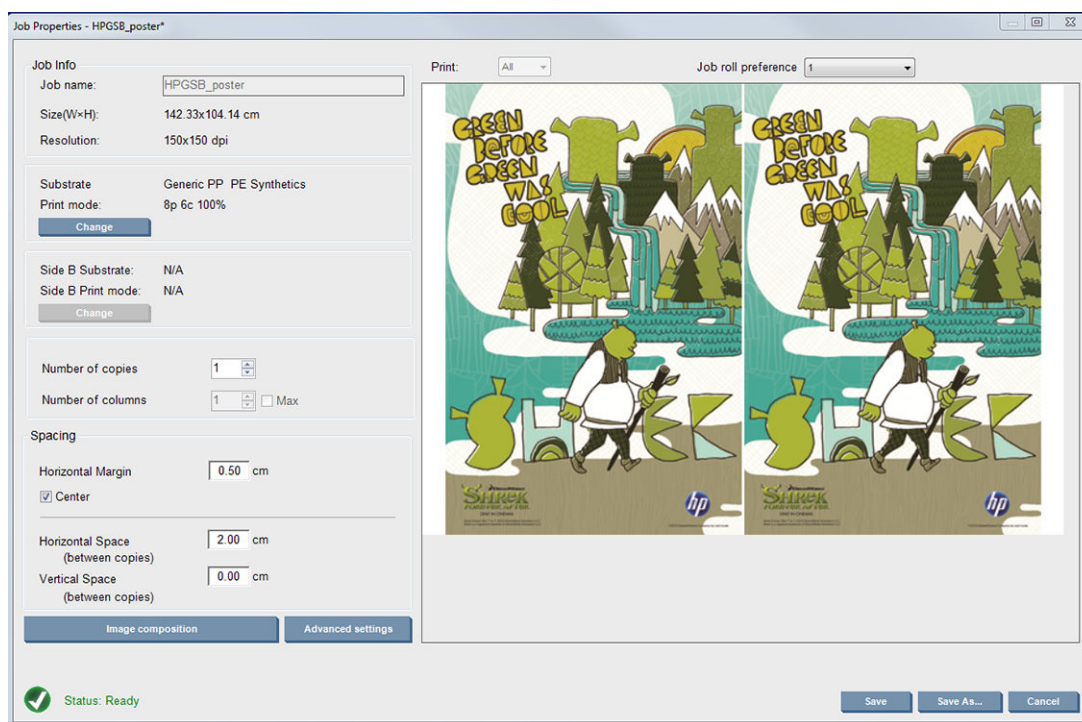 Job Properties - HPGSB_poster*
Job Info
Job name: HPGSB_poster
Size(W×H): 142.33x104.14 cm
Resolution: 150x150 dpi
Substrate Generic PP PE Synthetics
Print mode: 8p 6c 100%
Change
Side B Substrate: N/A
Side B Print mode: N/A
Change
Number of copies 1
Number of columns 1 Max
Spacing
Horizontal Margin 0.50 cm
Center
Horizontal Space 2.00 cm
(between copies)
Vertical Space 0.00 cm
(between copies)
Image composition Advanced settings
Status: Ready
Print: All Job roll preference 1
GREEN
BEFORE
GREEN
WAS
COOL
SHREK
SHREK
FOREVER AFTER
hp
GREEN
BEFORE
GREEN
WAS
COOL
SHREK
SHREK
FOREVER AFTER
hp
Save Save As... Cancel